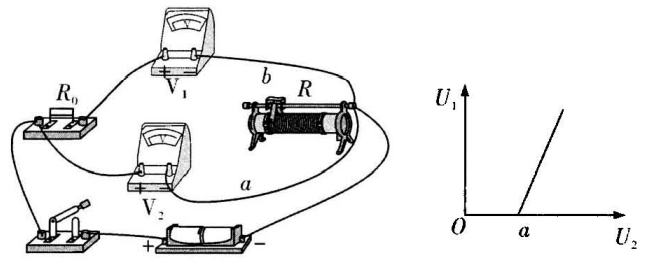 b
R
R₀
+ −
V₁
+ −
V₂
a
+ −
U₁
O a U₂